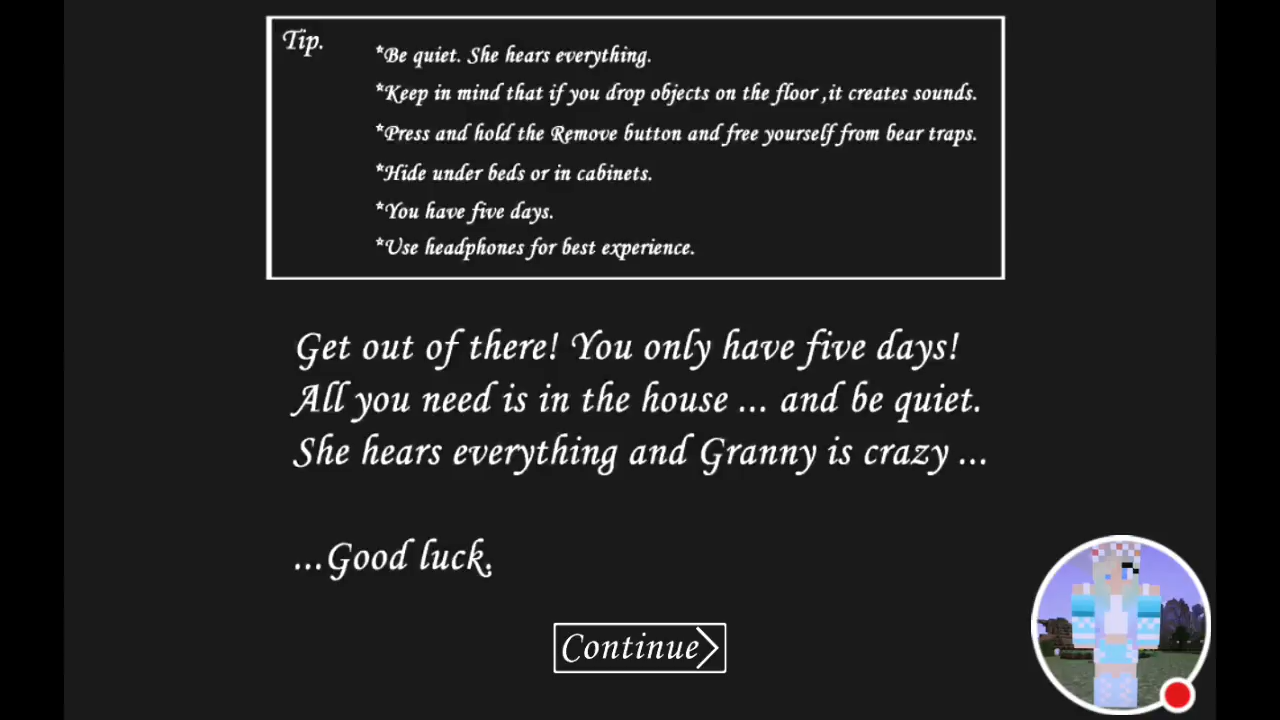 Tip.
*Be quiet. She hears everything.
*Keep in mind that if you drop objects on the floor ,it creates sounds.
*Press and hold the Remove button and free yourself from bear traps.
*Hide under beds or in cabinets.
*You have five days.
*Use headphones for best experience.
Get out of there! You only have five days!
All you need is in the house ... and be quiet.
She hears everything and Granny is crazy ...
...Good luck.
Continue